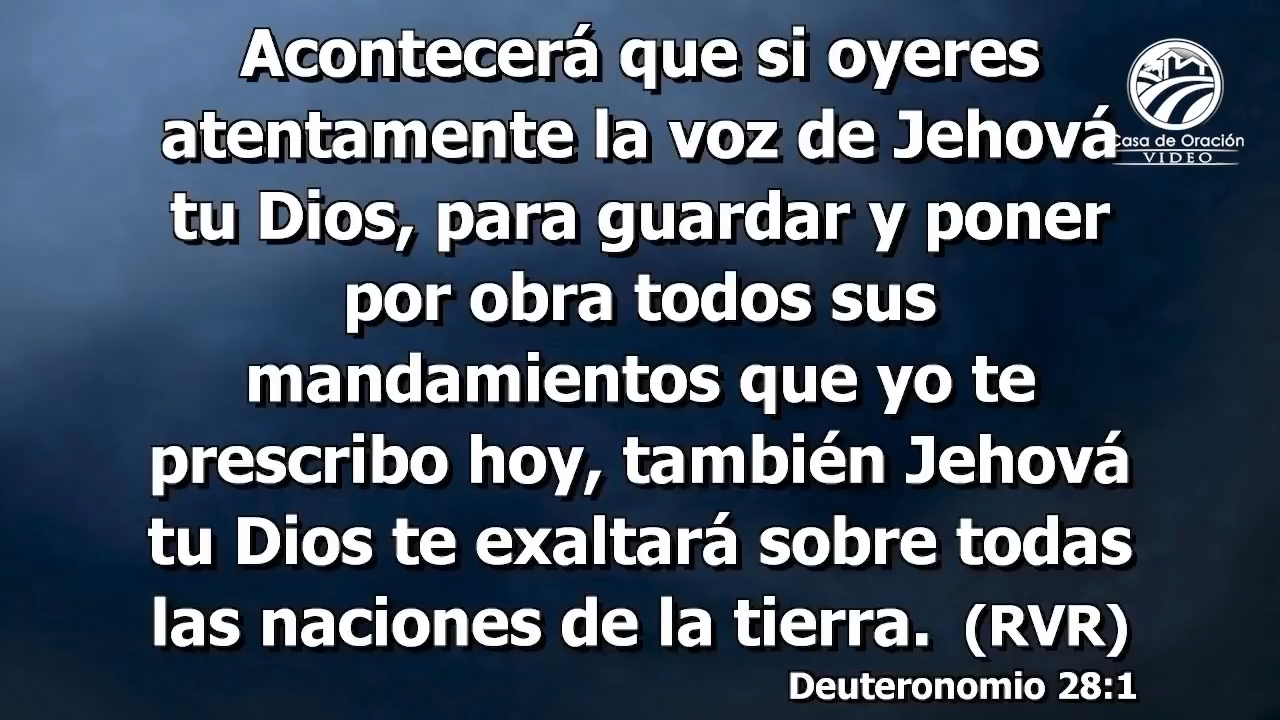 Acontecerá que si oyeres
atentamente la voz de Jehová
tu Dios, para guardar y poner
por obra todos sus
mandamientos que yo te
prescribo hoy, también Jehová
tu Dios te exaltará sobre todas
las naciones de la tierra. (RVR)
Deuteronomio 28:1
Casa de Oración
VIDEO